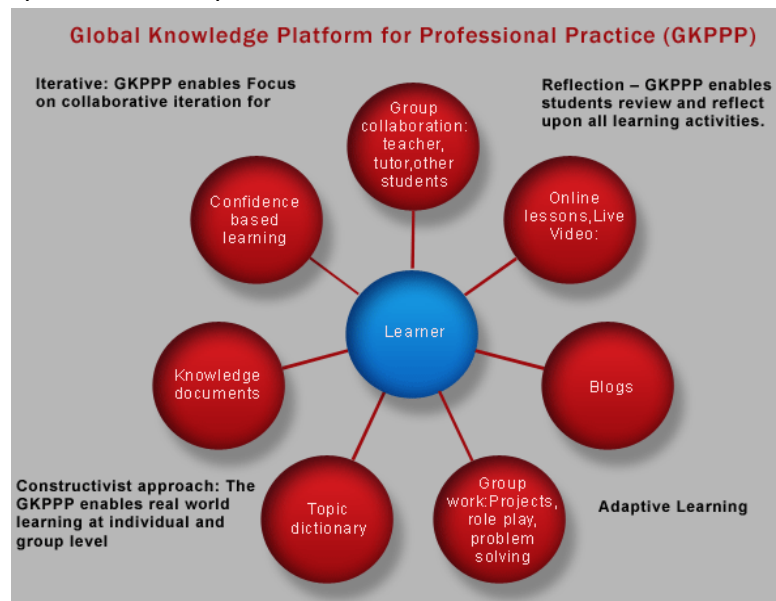 Global Knowledge Platform for Professional Practice (GKPPP)
Iterative: GKPPP enables Focus
on collaborative iteration for
Reflection – GKPPP enables
students review and reflect
upon all learning activities.
Group
collaboration:
teacher,
tutor,other
students
Confidence
based
learning
Online
lessons,Live
Video:
Learner
Knowledge
documents
Blogs
Constructivist approach: The
GKPPP enables real world
learning at individual and
group level
Topic
dictionary
Group
work:Projects,
role play,
problem
solving
Adaptive Learning